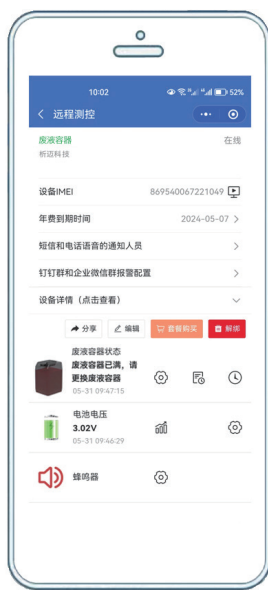 10:02
52%
远程测控
废液容器
在线
析迈科技
设备IMEI
869540067221049
年费到期时间
2024-05-07
短信和电话语音的通知人员
钉钉群和企业微信群报警配置
设备详情（点击查看）
分享
编辑
套餐购买
解绑
废液容器状态
废液容器已满，请
更换废液容器
05-31 09:47:15
电池电压
3.02V
05-31 09:46:29
蜂鸣器